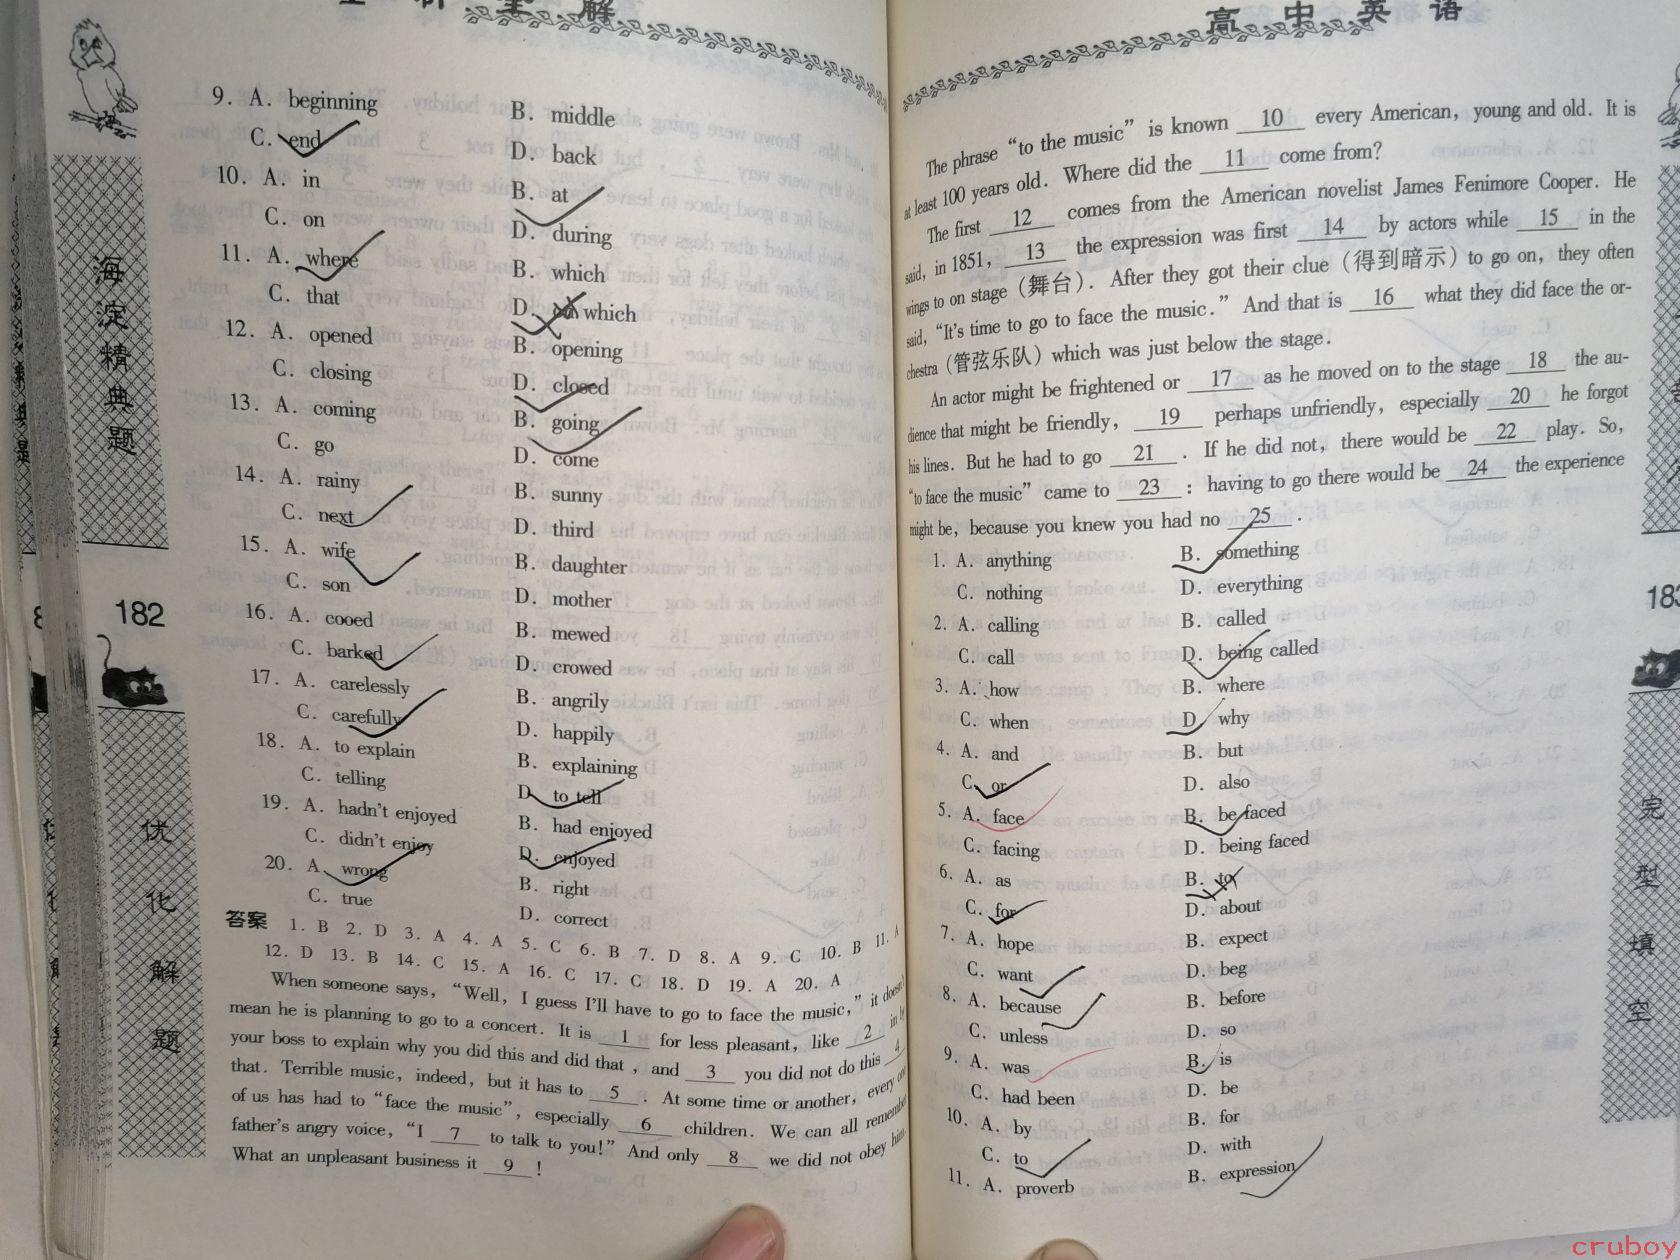 全 析 全 解
9. A. beginning B. middle
C. end D. back
10. A. in B. at
C. on D. during
11. A. where B. which
C. that D. which
12. A. opened B. opening
C. closing D. closed
13. A. coming B. going
C. go D. come
14. A. rainy B. sunny
C. next D. third
15. A. wife B. daughter
C. son D. mother
16. A. cooed B. mewed
C. barked D. crowed
17. A. carelessly B. angrily
C. carefully D. happily
18. A. to explain B. explaining
C. telling D. to tell
19. A. hadn't enjoyed B. had enjoyed
C. didn't enjoy D. enjoyed
20. A. wrong B. right
C. true D. correct
答案 1. B 2. D 3. A 4. A 5. C 6. B 7. D 8. A 9. C 10. B 11. A
12. D 13. B 14. C 15. A 16. C 17. C 18. D 19. A 20. A
When someone says, “Well, I guess I'll have to go to face the music,” it doesn't
mean he is planning to go to a concert. It is 1 for less pleasant, like 2 in by
your boss to explain why you did this and did that, and 3 you did not do this 4
that. Terrible music, indeed, but it has to 5 . At some time or another, every one
of us has had to “face the music”, especially 6 children. We can all remember
father's angry voice, “I 7 to talk to you!” And only 8 we did not obey him.
What an unpleasant business it 9 !
海淀精典题
182
优化解题
高 中 英 语
The phrase “to the music” is known 10 every American, young and old. It is
at least 100 years old. Where did the 11 come from?
The first 12 comes from the American novelist James Fenimore Cooper. He
said, in 1851, 13 the expression was first 14 by actors while 15 in the
wings to on stage (舞台). After they got their clue (得到暗示) to go on, they often
said, “It's time to go to face the music.” And that is 16 what they did face the or-
chestra (管弦乐队) which was just below the stage.
An actor might be frightened or 17 as he moved on to the stage 18 the au-
dience that might be friendly, 19 perhaps unfriendly, especially 20 he forgot
his lines. But he had to go 21 . If he did not, there would be 22 play. So,
“to face the music” came to 23 : having to go there would be 24 the experience
might be, because you knew you had no 25 .
1. A. anything B. something
C. nothing D. everything
2. A. calling B. called
C. call D. being called
3. A. how B. where
C. when D. why
4. A. and B. but
C. or D. also
5. A. face B. be faced
C. facing D. being faced
6. A. as B. to
C. for D. about
7. A. hope B. expect
C. want D. beg
8. A. because B. before
C. unless D. so
9. A. was B. is
C. had been D. be
10. A. by B. for
C. to D. with
11. A. proverb B. expression
183
完型填空
cruboy